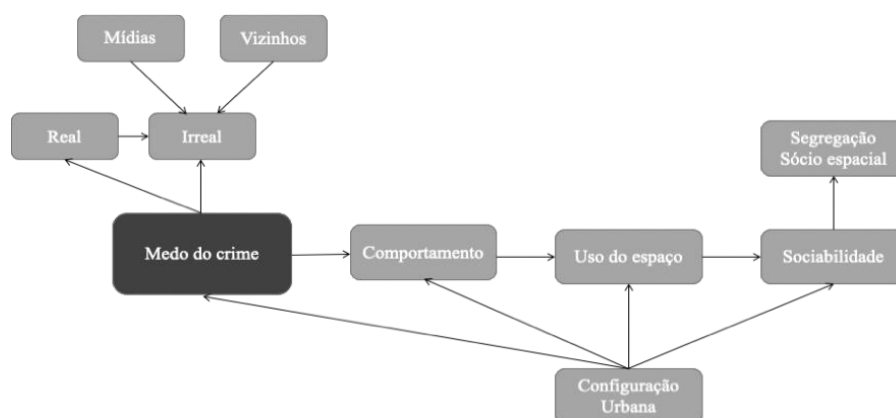 Mídias
Vizinhos
Real
Irreal
Segregação
Sócio espacial
Medo do crime
Comportamento
Uso do espaço
Sociabilidade
Configuração
Urbana